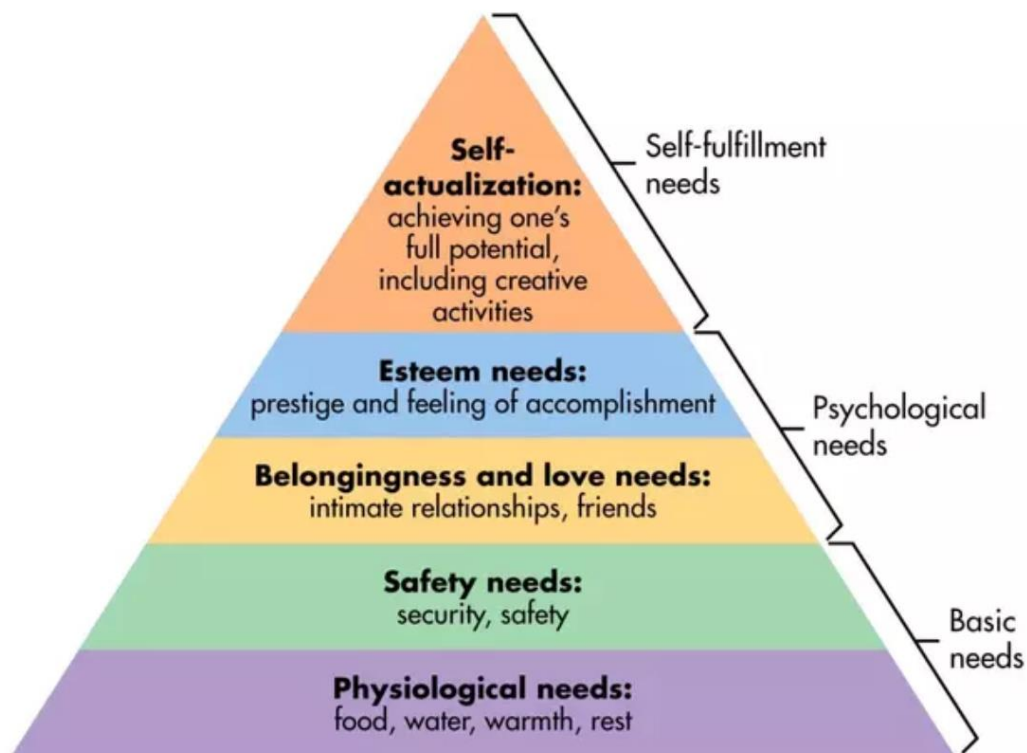 Self-
actualization:
achieving one's
full potential,
including creative
activities
Self-fulfillment
needs
Esteem needs:
prestige and feeling of accomplishment
Psychological
needs
Belongingness and love needs:
intimate relationships, friends
Safety needs:
security, safety
Basic
needs
Physiological needs:
food, water, warmth, rest